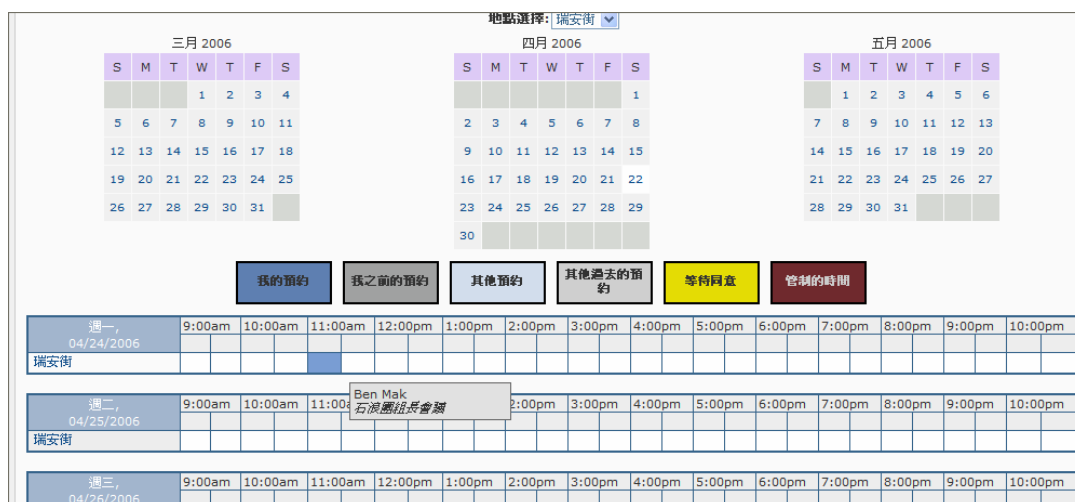 地點選擇: 瑞安街
三月 2006
S M T W T F S
1 2 3 4
5 6 7 8 9 10 11
12 13 14 15 16 17 18
19 20 21 22 23 24 25
26 27 28 29 30 31
四月 2006
S M T W T F S
1
2 3 4 5 6 7 8
9 10 11 12 13 14 15
16 17 18 19 20 21 22
23 24 25 26 27 28 29
30
五月 2006
S M T W T F S
1 2 3 4 5 6
7 8 9 10 11 12 13
14 15 16 17 18 19 20
21 22 23 24 25 26 27
28 29 30 31
我的預約
我之前的預約
其他預約
其他過去的預
約
等待同意
管制的時間
週一, 9:00am 10:00am 11:00am 12:00pm 1:00pm 2:00pm 3:00pm 4:00pm 5:00pm 6:00pm 7:00pm 8:00pm 9:00pm 10:00pm
04/24/2006
瑞安街
Ben Mak
石浪團組長會議
週二, 9:00am 10:00am 11:00a 2:00pm 3:00pm 4:00pm 5:00pm 6:00pm 7:00pm 8:00pm 9:00pm 10:00pm
04/25/2006
瑞安街
週三, 9:00am 10:00am 11:00am 12:00pm 1:00pm 2:00pm 3:00pm 4:00pm 5:00pm 6:00pm 7:00pm 8:00pm 9:00pm 10:00pm
04/26/2006